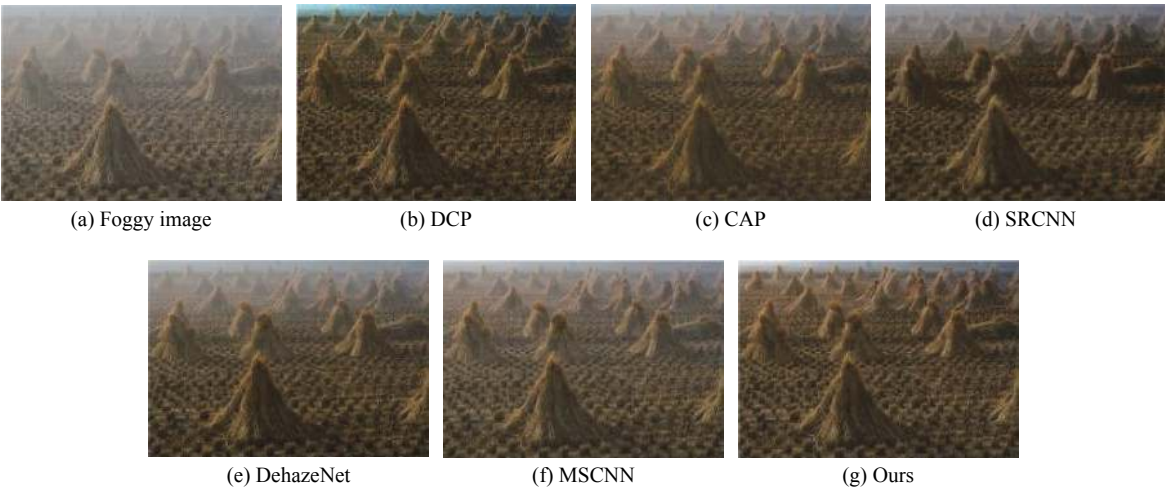 (a) Foggy image
(b) DCP
(c) CAP
(d) SRCNN
(e) DehazeNet
(f) MSCNN
(g) Ours